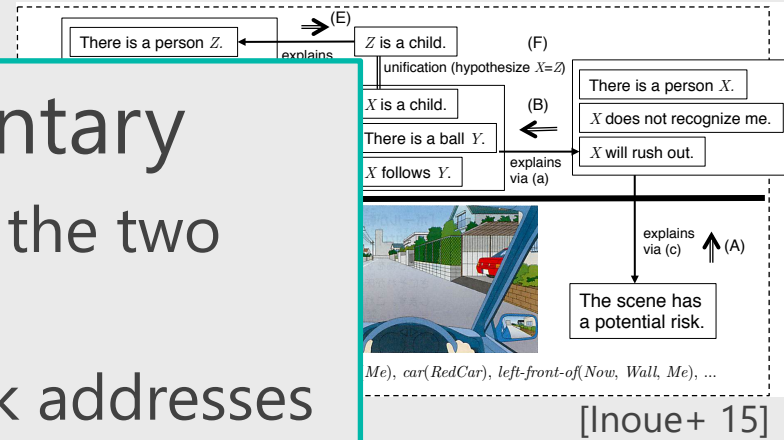 (E)
There is a person Z.
Z is a child.
(F)
explains
unification (hypothesize X=Z)
ntary
the two
k addresses
X is a child.
There is a ball Y.
X follows Y.
(B)
explains
via (a)
There is a person X.
X does not recognize me.
X will rush out.
explains
via (c)
(A)
The scene has
a potential risk.
Me), car(RedCar), left-front-of(Now, Wall, Me), ...
[Inoue+ 15]